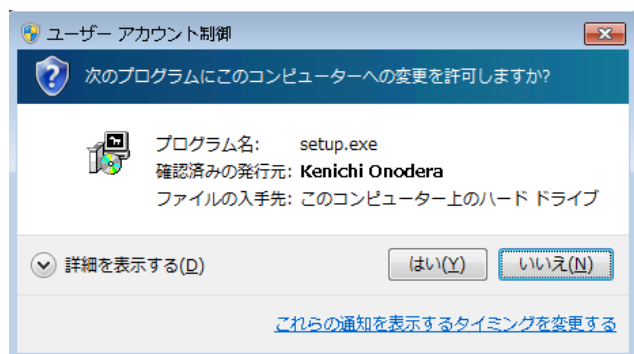 ユーザー アカウント制御
次のプログラムにこのコンピューターへの変更を許可しますか?
プログラム名: setup.exe
確認済みの発行元: Kenichi Onodera
ファイルの入手先: このコンピューター上のハード ドライブ
詳細を表示する(D)
はい(Y)
いいえ(N)
これらの通知を表示するタイミングを変更する